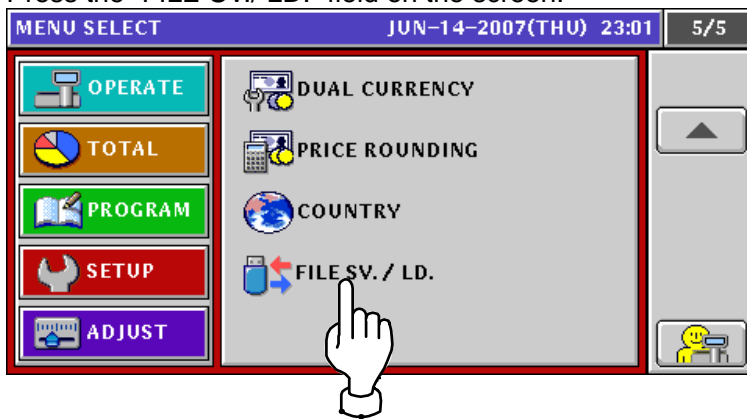 MENU SELECT JUN-14-2007(THU) 23:01 5/5
OPERATE
DUAL CURRENCY
TOTAL
PRICE ROUNDING
PROGRAM
COUNTRY
SETUP
FILE SV. / LD.
ADJUST